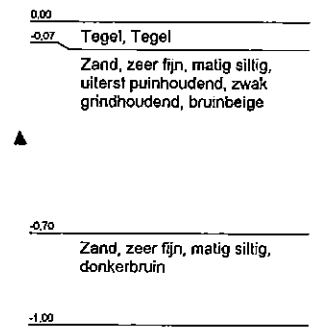 0,00
-0,07
Tegel, Tegel
Zand, zeer fijn, matig siltig,
uiterst puinhoudend, zwak
grindhoudend, bruinbeige
-0,70
Zand, zeer fijn, matig siltig,
donkerbruin
-1,00